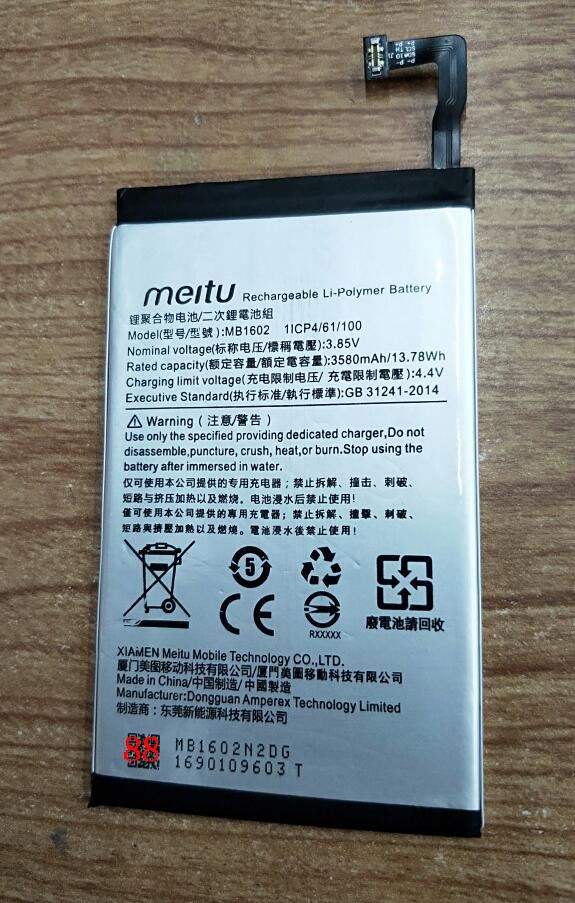 P- P-
SDA ID J1
SCL TH
P+ P+
meitu Rechargeable Li-Polymer Battery
锂聚合物电池/二次鋰電池組
Model(型号/型號):MB1602 1ICP4/61/100
Nominal voltage(标称电压/標稱電壓):3.85V
Rated capacity(额定容量/額定電容量):3580mAh/13.78Wh
Charging limit voltage(充电限制电压/ 充電限制電壓):4.4V
Executive Standard(执行标准/執行標準):GB 31241-2014
Warning (注意/警告)
Use only the specified providing dedicated charger,Do not
disassemble,puncture, crush, heat,or burn.Stop using the
battery after immersed in water.
仅可使用本公司提供的专用充电器；禁止拆解、撞击、刺破、
短路与挤压加热以及燃烧。电池浸水后禁止使用!
僅可使用本公司提供的專用充電器；禁止拆解、撞擊、刺破、
短路與擠壓加熱以及燃燒。電池浸水後禁止使用!
5
CE
RXXXXX
廢電池請回收
XIAMEN Meitu Mobile Technology CO.,LTD.
厦门美图移动科技有限公司/厦門美圖移動科技有限公司
Made in China/中国制造/ 中國製造
Manufacturer:Dongguan Amperex Technology Limited
制造商：东莞新能源科技有限公司
88
MB1602N2DG
1690109603 T